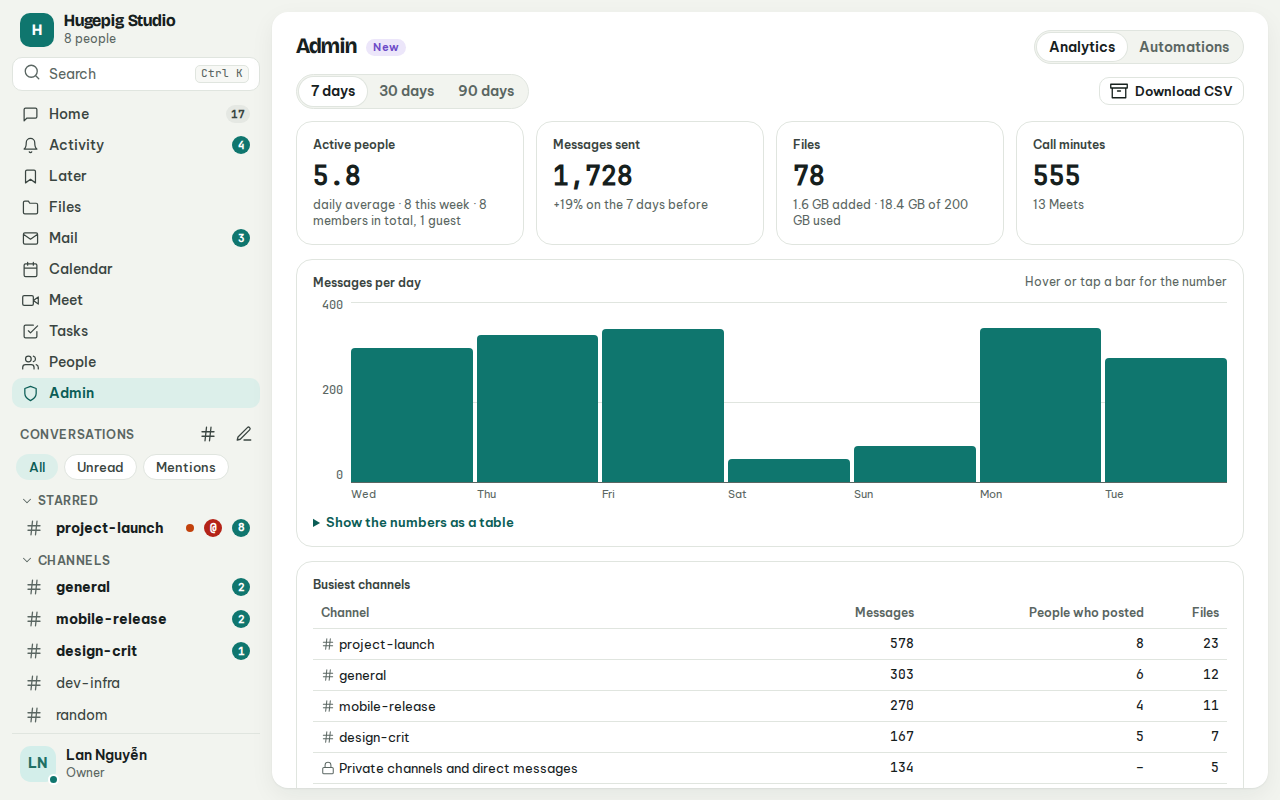 H
Hugepig Studio
8 people
Search
Ctrl K
Home
17
Activity
4
Later
Files
Mail
3
Calendar
Meet
Tasks
People
Admin
CONVERSATIONS
All
Unread
Mentions
STARRED
project-launch
@
8
CHANNELS
general
2
mobile-release
2
design-crit
1
dev-infra
random
LN
Lan Nguyễn
Owner
Admin
New
Analytics
Automations
7 days
30 days
90 days
Download CSV
Active people
5.8
daily average · 8 this week · 8
members in total, 1 guest
Messages sent
1,728
+19% on the 7 days before
Files
78
1.6 GB added · 18.4 GB of 200
GB used
Call minutes
555
13 Meets
Messages per day
Hover or tap a bar for the number
400
200
0
Wed
Thu
Fri
Sat
Sun
Mon
Tue
Show the numbers as a table
Busiest channels
Channel Messages People who posted Files
# project-launch 578 8 23
# general 303 6 12
# mobile-release 270 4 11
# design-crit 167 5 7
Private channels and direct messages 134 – 5